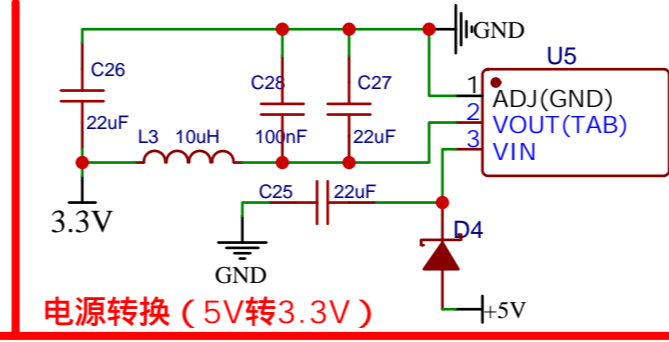 GND
U5
C26
C28
C27
1
ADJ(GND)
22uF
L3
10uH
100nF
22uF
2
VOUT(TAB)
3
VIN
3.3V
C25
22uF
D4
GND
+5V
电源转换（5V转3.3V）